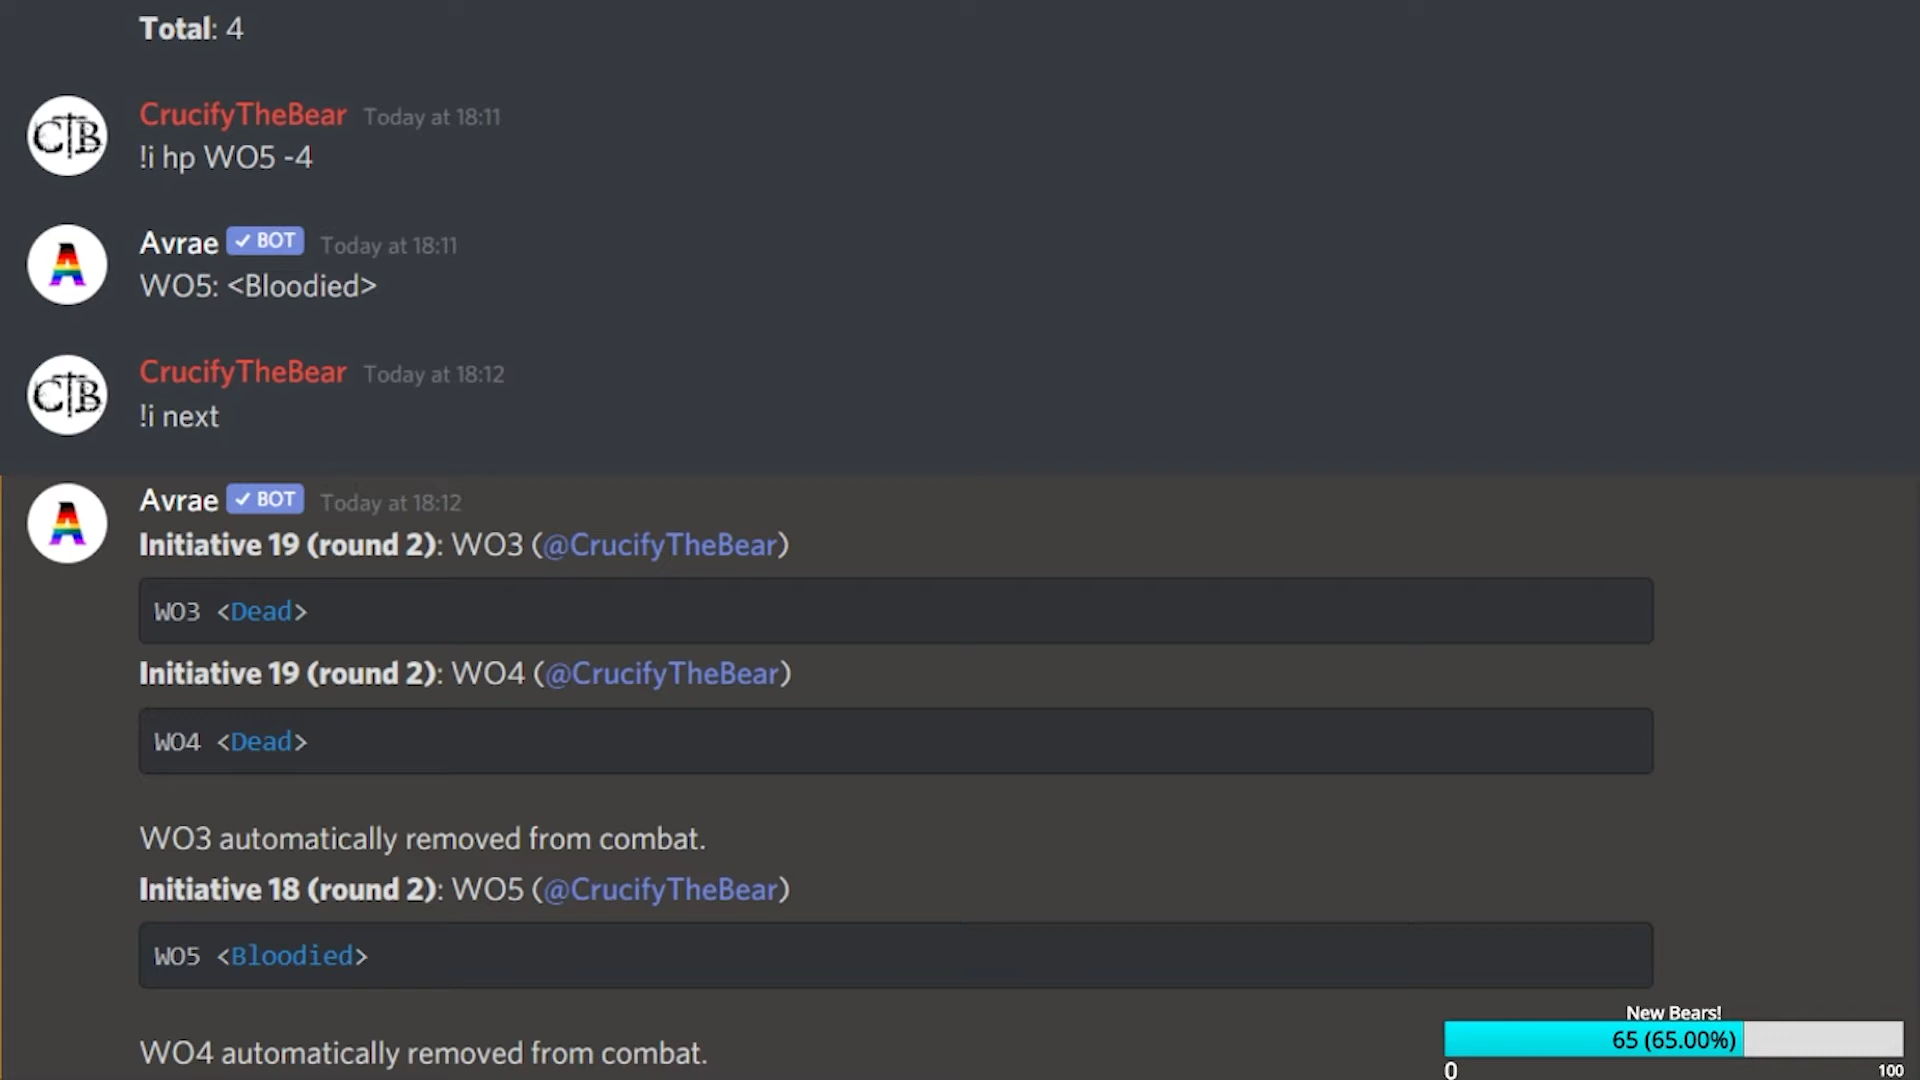 Total: 4
CrucifyTheBear Today at 18:11
CTB
!i hp WO5 -4
Avrae ✓ BOT Today at 18:11
A
WO5: <Bloodied>
CrucifyTheBear Today at 18:12
CTB
!i next
Avrae ✓ BOT Today at 18:12
A
Initiative 19 (round 2): WO3 (@CrucifyTheBear)
WO3 <Dead>
Initiative 19 (round 2): WO4 (@CrucifyTheBear)
WO4 <Dead>
WO3 automatically removed from combat.
Initiative 18 (round 2): WO5 (@CrucifyTheBear)
WO5 <Bloodied>
WO4 automatically removed from combat.
New Bears!
65 (65.00%)
0 100